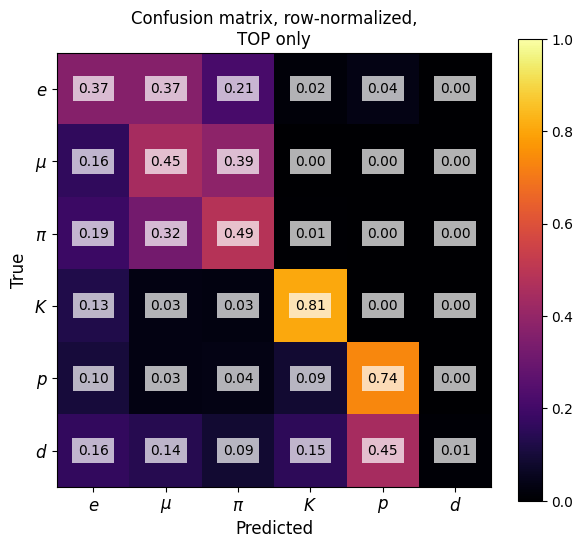 Confusion matrix, row-normalized,
TOP only
True
e 0.37 0.37 0.21 0.02 0.04 0.00
μ 0.16 0.45 0.39 0.00 0.00 0.00
π 0.19 0.32 0.49 0.01 0.00 0.00
K 0.13 0.03 0.03 0.81 0.00 0.00
p 0.10 0.03 0.04 0.09 0.74 0.00
d 0.16 0.14 0.09 0.15 0.45 0.01
e μ π K p d
Predicted
1.0
0.8
0.6
0.4
0.2
0.0